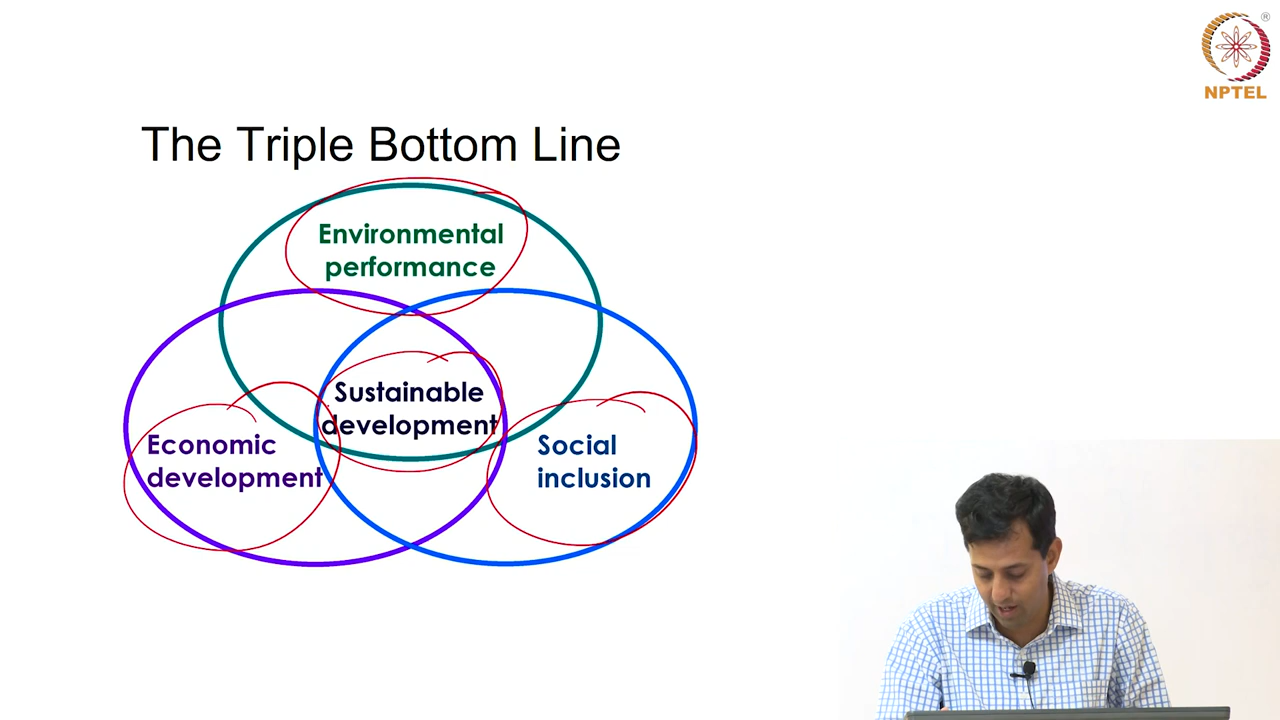 ®
NPTEL
The Triple Bottom Line
Environmental
performance
Sustainable
development
Economic
development
Social
inclusion